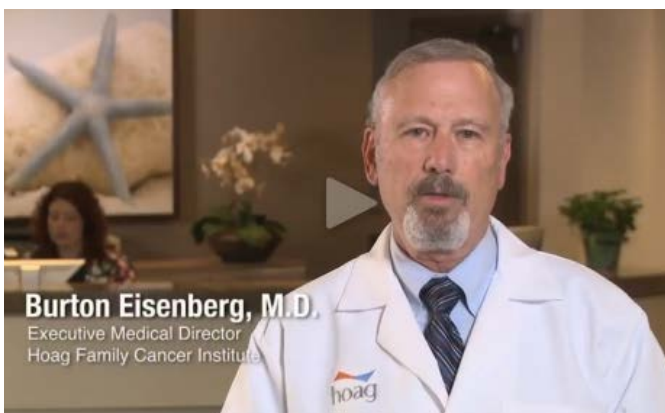 Burton Eisenberg, M.D.
Executive Medical Director
Hoag Family Cancer Institute
hoag